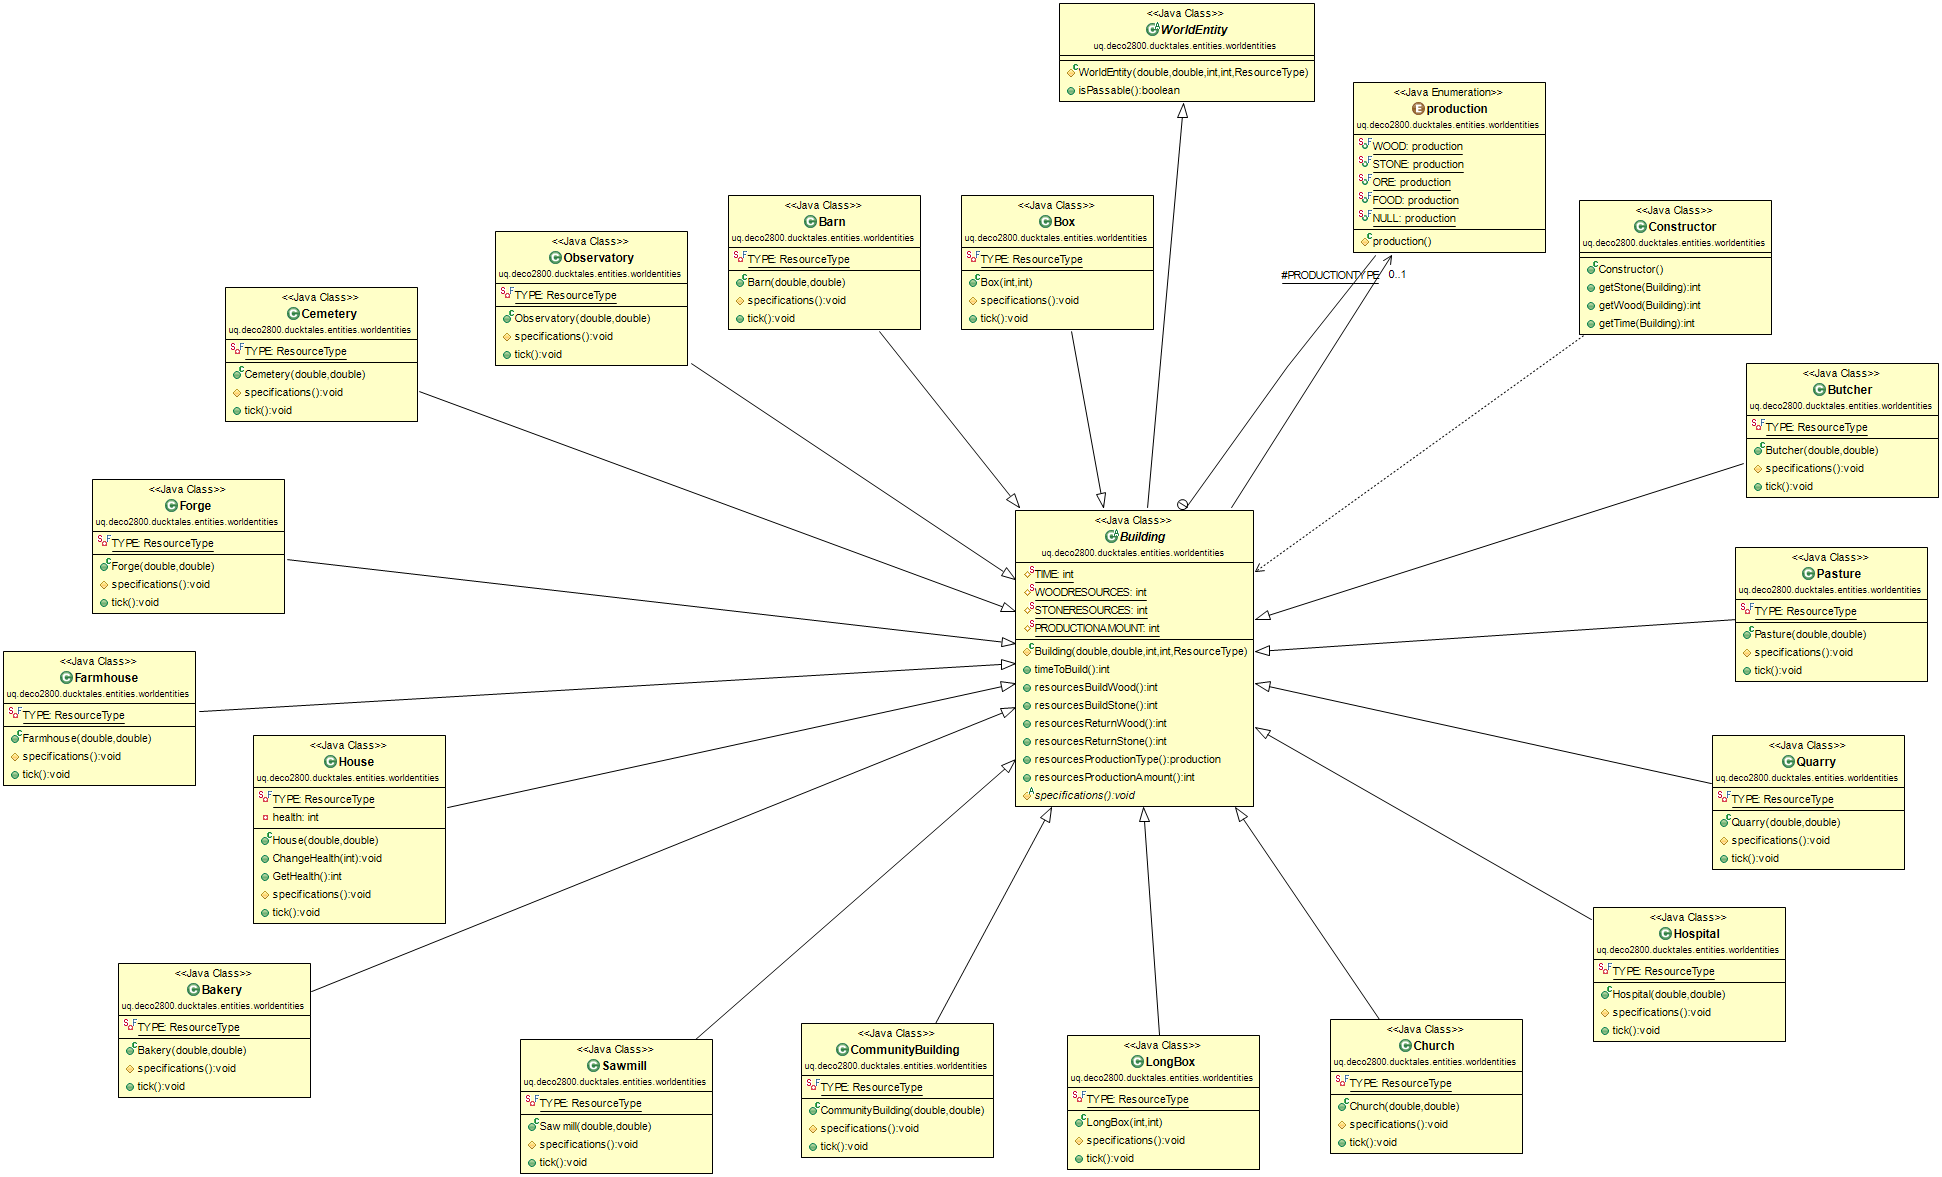 <<Java Class>>
WorldEntity
uq.deco2800.ducktales.entities.worldentities
WorldEntity(double,double,int,int,ResourceType)
isPassable():boolean
<<Java Enumeration>>
production
uq.deco2800.ducktales.entities.worldentities
WOOD: production
STONE: production
ORE: production
FOOD: production
NULL: production
production()
<<Java Class>>
Barn
uq.deco2800.ducktales.entities.worldentities
TYPE: ResourceType
Barn(double,double)
specifications():void
tick():void
<<Java Class>>
Box
uq.deco2800.ducktales.entities.worldentities
TYPE: ResourceType
Box(int,int)
specifications():void
tick():void
<<Java Class>>
Constructor
uq.deco2800.ducktales.entities.worldentities
Constructor()
getStone(Building):int
getWood(Building):int
getTime(Building):int
<<Java Class>>
Observatory
uq.deco2800.ducktales.entities.worldentities
TYPE: ResourceType
Observatory(double,double)
specifications():void
tick():void
#PRODUCTIONTYPE 0..1
<<Java Class>>
Cemetery
uq.deco2800.ducktales.entities.worldentities
TYPE: ResourceType
Cemetery(double,double)
specifications():void
tick():void
<<Java Class>>
Butcher
uq.deco2800.ducktales.entities.worldentities
TYPE: ResourceType
Butcher(double,double)
specifications():void
tick():void
<<Java Class>>
Forge
uq.deco2800.ducktales.entities.worldentities
TYPE: ResourceType
Forge(double,double)
specifications():void
tick():void
<<Java Class>>
Building
uq.deco2800.ducktales.entities.worldentities
TIME: int
WOODRESOURCES: int
STONERESOURCES: int
PRODUCTIONAMOUNT: int
Building(double,double,int,int,ResourceType)
timeToBuild():int
resourcesBuildWood():int
resourcesBuildStone():int
resourcesReturnWood():int
resourcesReturnStone():int
resourcesProductionType():production
resourcesProductionAmount():int
specifications():void
<<Java Class>>
Pasture
uq.deco2800.ducktales.entities.worldentities
TYPE: ResourceType
Pasture(double,double)
specifications():void
tick():void
<<Java Class>>
Farmhouse
uq.deco2800.ducktales.entities.worldentities
TYPE: ResourceType
Farmhouse(double,double)
specifications():void
tick():void
<<Java Class>>
House
uq.deco2800.ducktales.entities.worldentities
TYPE: ResourceType
health: int
House(double,double)
ChangeHealth(int):void
GetHealth():int
specifications():void
tick():void
<<Java Class>>
Quarry
uq.deco2800.ducktales.entities.worldentities
TYPE: ResourceType
Quarry(double,double)
specifications():void
tick():void
<<Java Class>>
Hospital
uq.deco2800.ducktales.entities.worldentities
TYPE: ResourceType
Hospital(double,double)
specifications():void
tick():void
<<Java Class>>
Bakery
uq.deco2800.ducktales.entities.worldentities
TYPE: ResourceType
Bakery(double,double)
specifications():void
tick():void
<<Java Class>>
Sawmill
uq.deco2800.ducktales.entities.worldentities
TYPE: ResourceType
Sawmill(double,double)
specifications():void
tick():void
<<Java Class>>
CommunityBuilding
uq.deco2800.ducktales.entities.worldentities
TYPE: ResourceType
CommunityBuilding(double,double)
specifications():void
tick():void
<<Java Class>>
LongBox
uq.deco2800.ducktales.entities.worldentities
TYPE: ResourceType
LongBox(int,int)
specifications():void
tick():void
<<Java Class>>
Church
uq.deco2800.ducktales.entities.worldentities
TYPE: ResourceType
Church(double,double)
specifications():void
tick():void